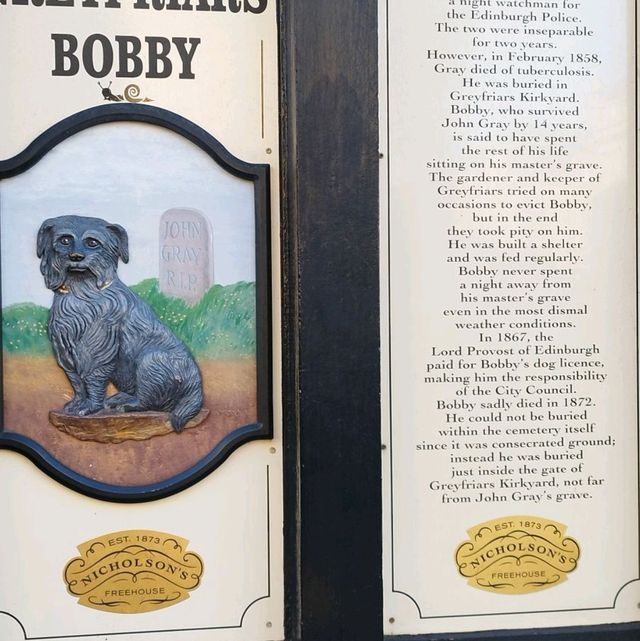 GREYFRIARS
BOBBY
JOHN
GRAY
R.I.P.
EST. 1873
NICHOLSON'S
FREEHOUSE
a night watchman for
the Edinburgh Police.
The two were inseparable
for two years.
However, in February 1858,
Gray died of tuberculosis.
He was buried in
Greyfriars Kirkyard.
Bobby, who survived
John Gray by 14 years,
is said to have spent
the rest of his life
sitting on his master's grave.
The gardener and keeper of
Greyfriars tried on many
occasions to evict Bobby,
but in the end
they took pity on him.
He was built a shelter
and was fed regularly.
Bobby never spent
a night away from
his master's grave
even in the most dismal
weather conditions.
In 1867, the
Lord Provost of Edinburgh
paid for Bobby's dog licence,
making him the responsibility
of the City Council.
Bobby sadly died in 1872.
He could not be buried
within the cemetery itself
since it was consecrated ground;
instead he was buried
just inside the gate of
Greyfriars Kirkyard, not far
from John Gray's grave.
EST. 1873
NICHOLSON'S
FREEHOUSE